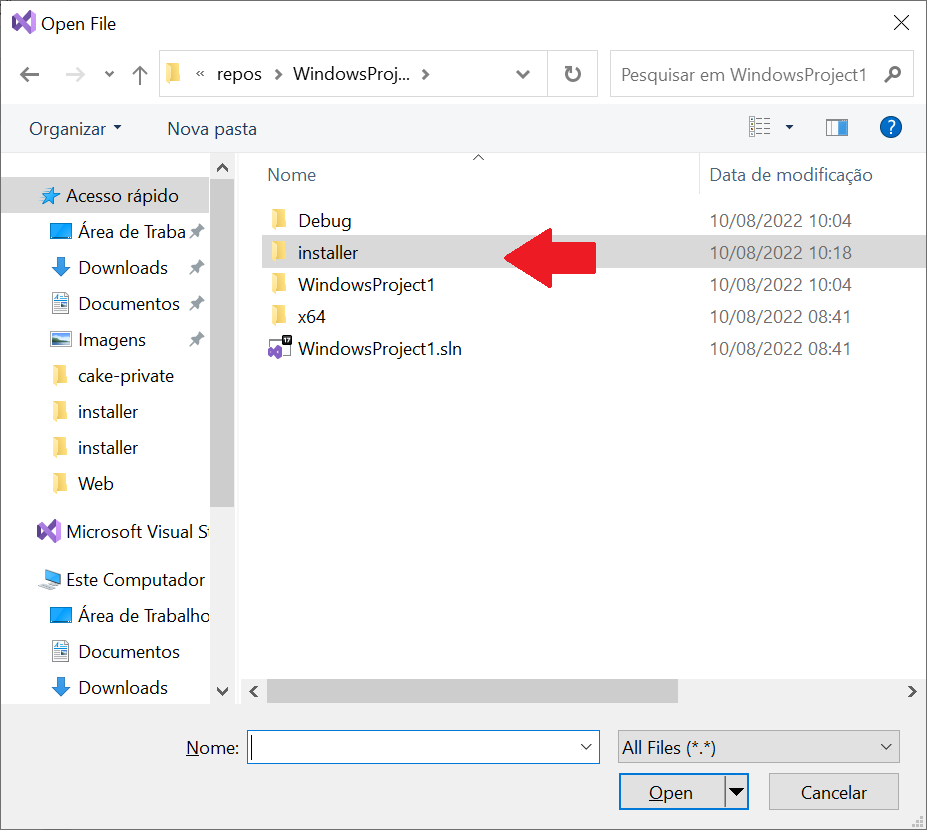 Open File
« repos > WindowsProj... >
Pesquisar em WindowsProject1
Organizar
Nova pasta
?
Nome
Data de modificação
Acesso rápido
Área de Traba
Downloads
Documentos
Imagens
cake-private
installer
installer
Web
Microsoft Visual S
Este Computador
Área de Trabalho
Documentos
Downloads
Debug 10/08/2022 10:04
installer 10/08/2022 10:18
WindowsProject1 10/08/2022 10:04
x64 10/08/2022 08:41
17
WindowsProject1.sln 10/08/2022 08:41
Nome:
All Files (*.*)
Open
Cancelar